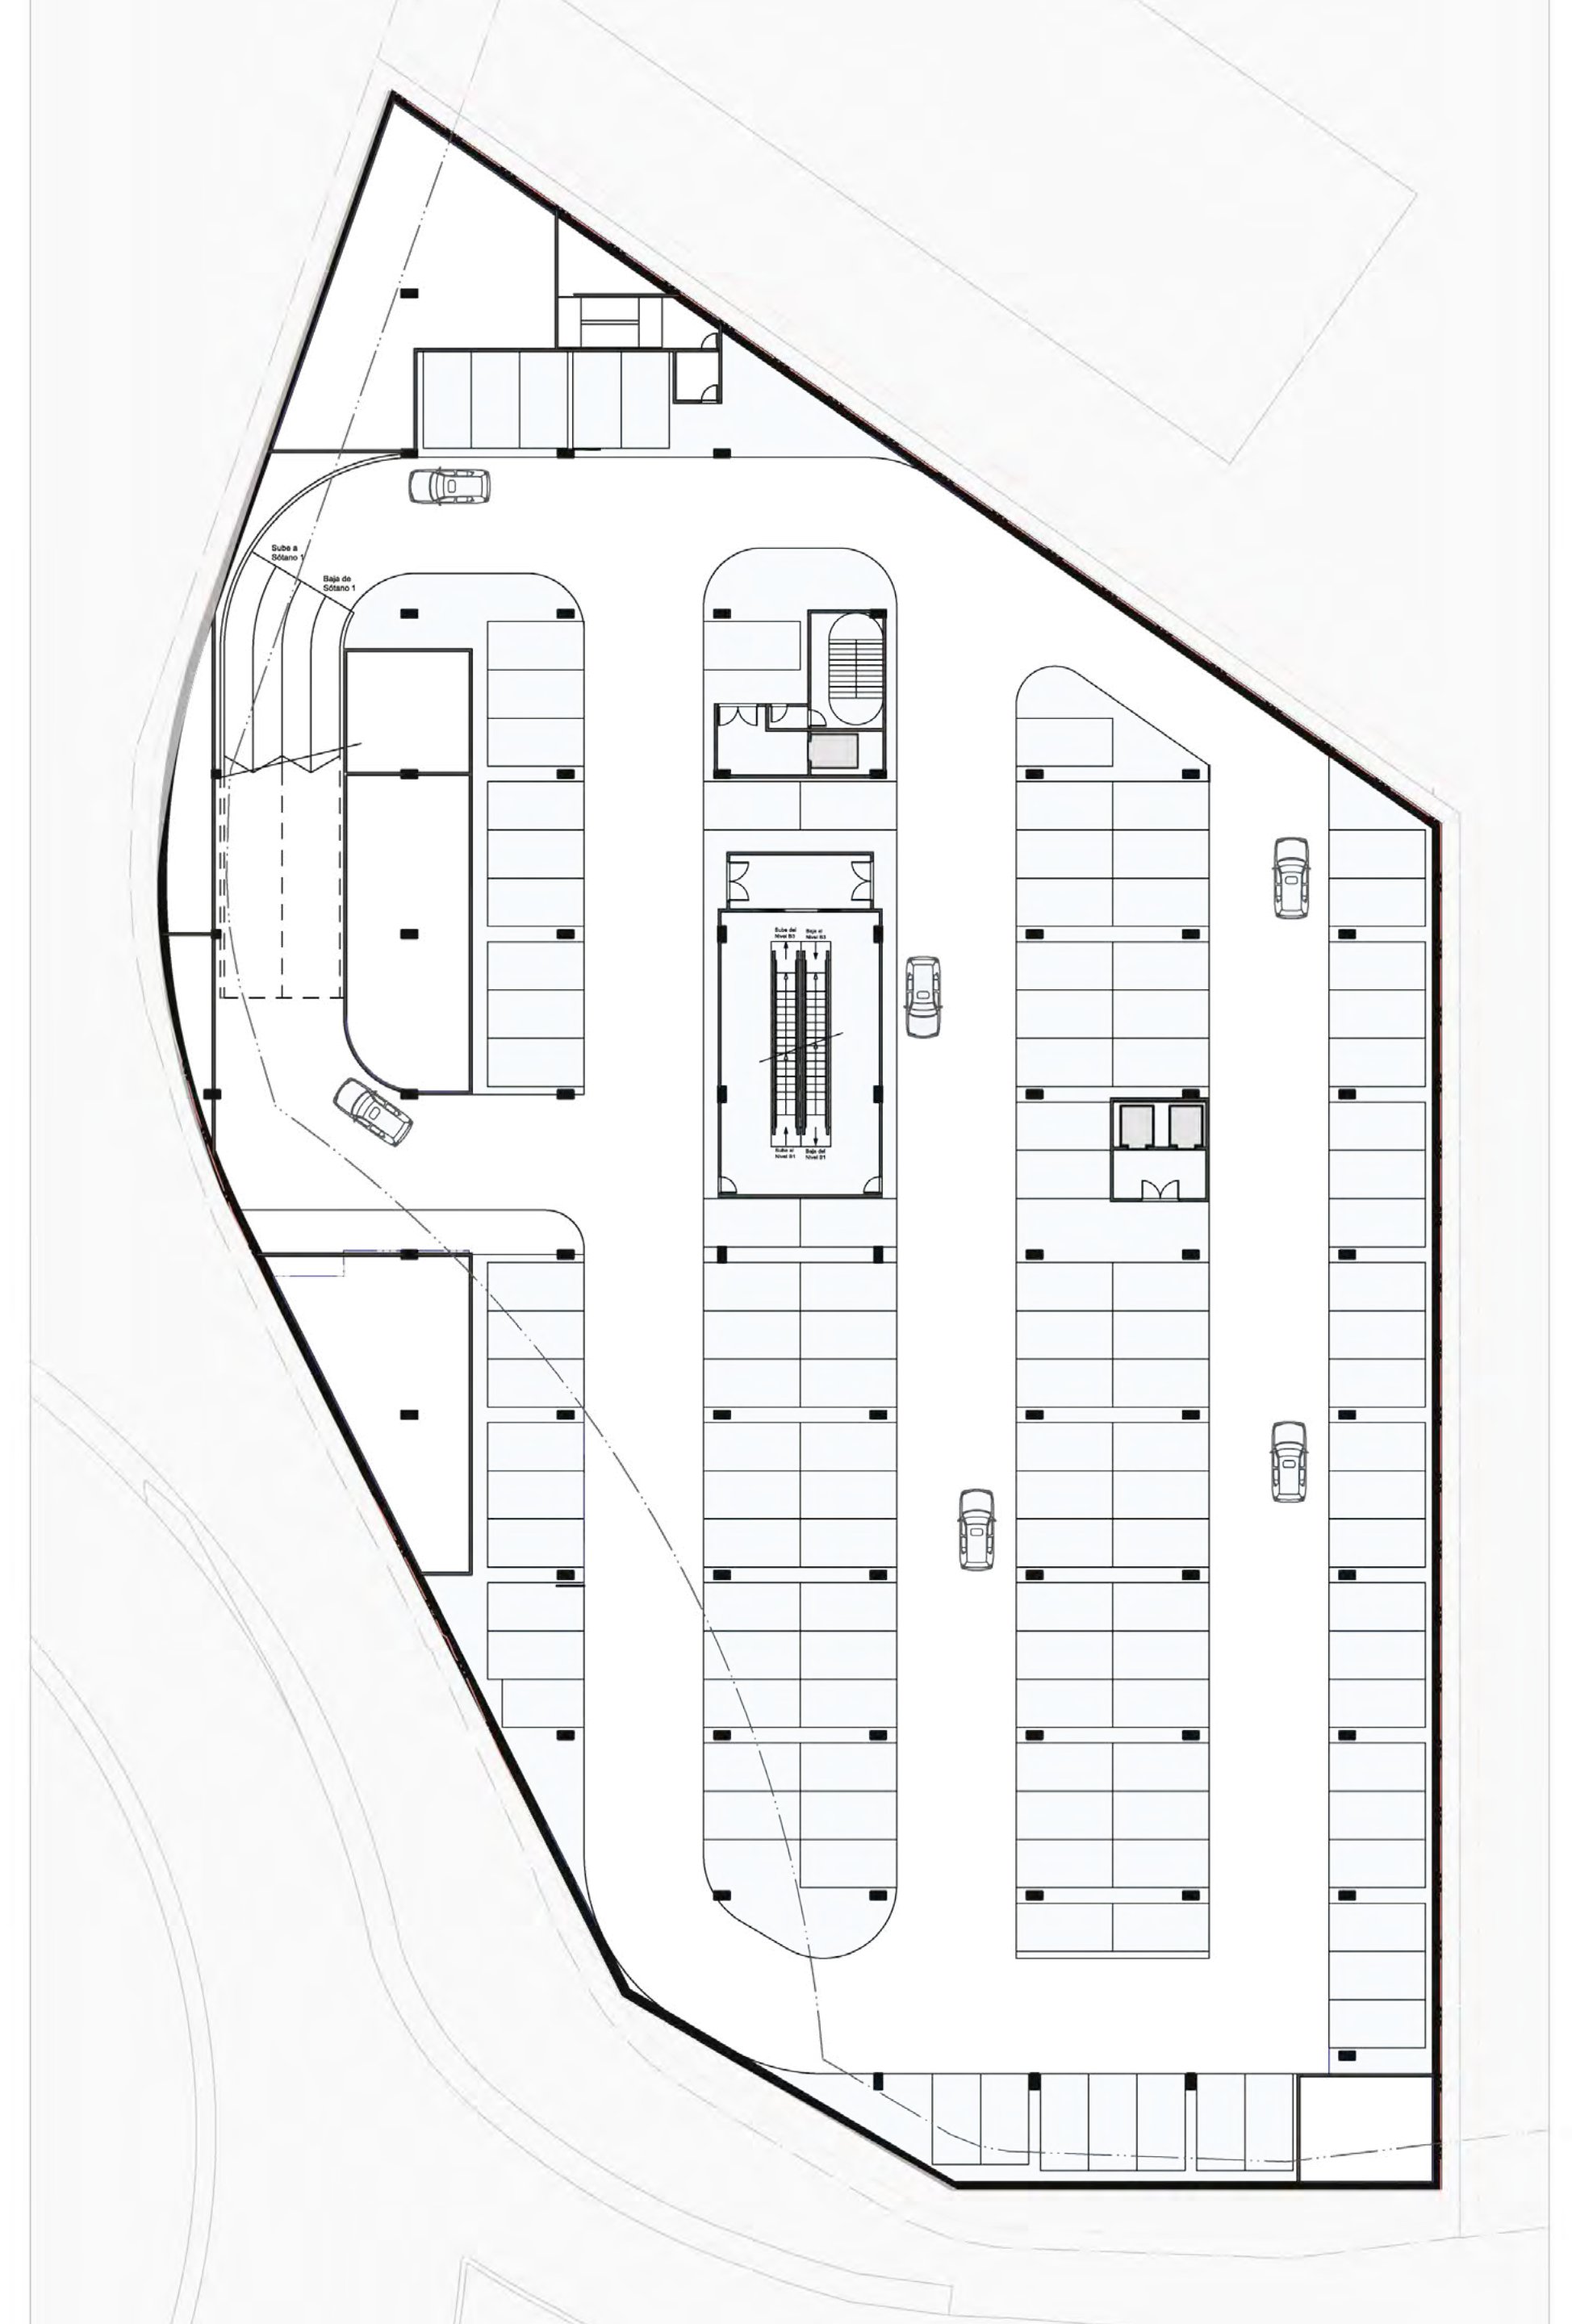 Sube a
Sótano 1
Baja de
Sótano 1
Sube del
Nivel B3
Baja al
Nivel B3
Sube al
Nivel B1
Baja del
Nivel B1